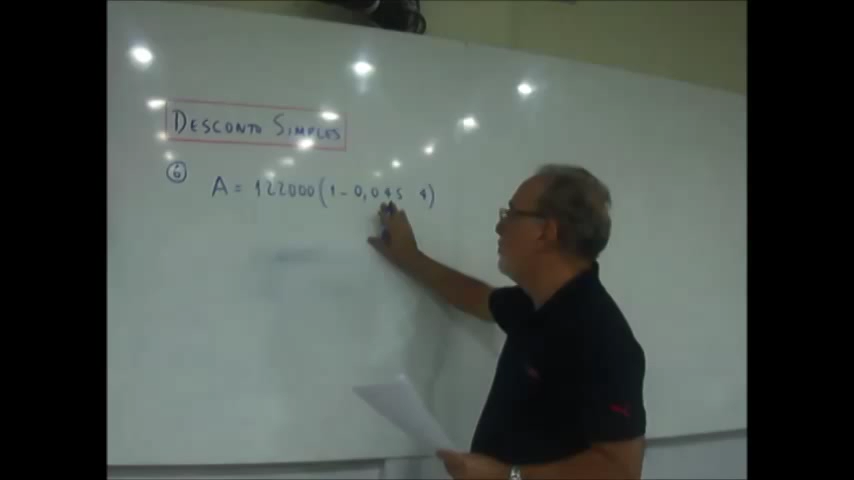 DESCONTO SIMPLES
6 A = 122000 (1 - 0,045 4)